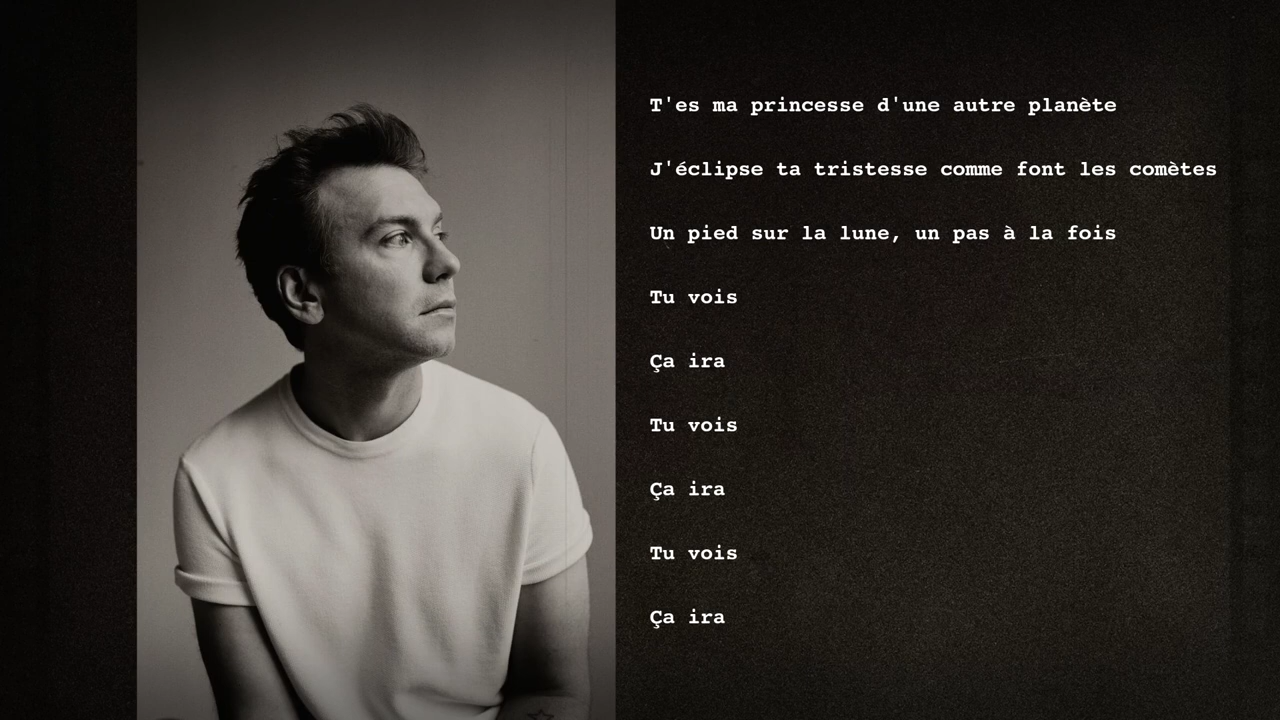 T'es ma princesse d'une autre planète
J'éclipse ta tristesse comme font les comètes
Un pied sur la lune, un pas à la fois
Tu vois
Ça ira
Tu vois
Ça ira
Tu vois
Ça ira